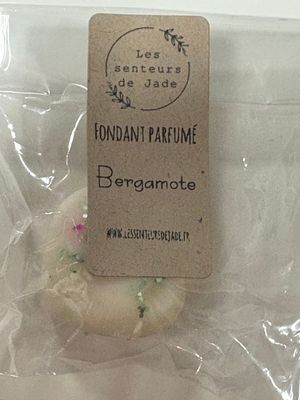 Les
senteurs
de Jade
FONDANT PARFUMÉ
Bergamote
WWW.LESSENTEURSDEJADE.FR